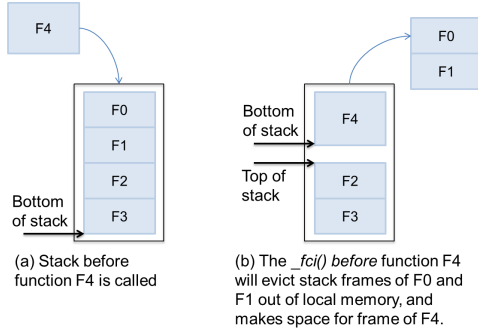 F4
F0
F1
F2
F3
Bottom
of stack
(a) Stack before
function F4 is called
F0
F1
Bottom
of stack
F4
Top of
stack
F2
F3
(b) The _fci() before function F4
will evict stack frames of F0 and
F1 out of local memory, and
makes space for frame of F4.